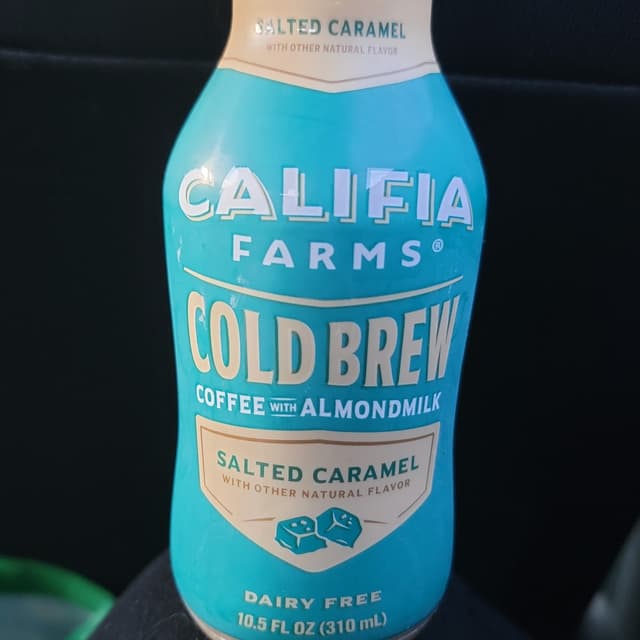 SALTED CARAMEL
WITH OTHER NATURAL FLAVOR
CALIFIA
FARMS®
COLD BREW
COFFEE WITH ALMONDMILK
SALTED CARAMEL
WITH OTHER NATURAL FLAVOR
DAIRY FREE
10.5 FL OZ (310 mL)